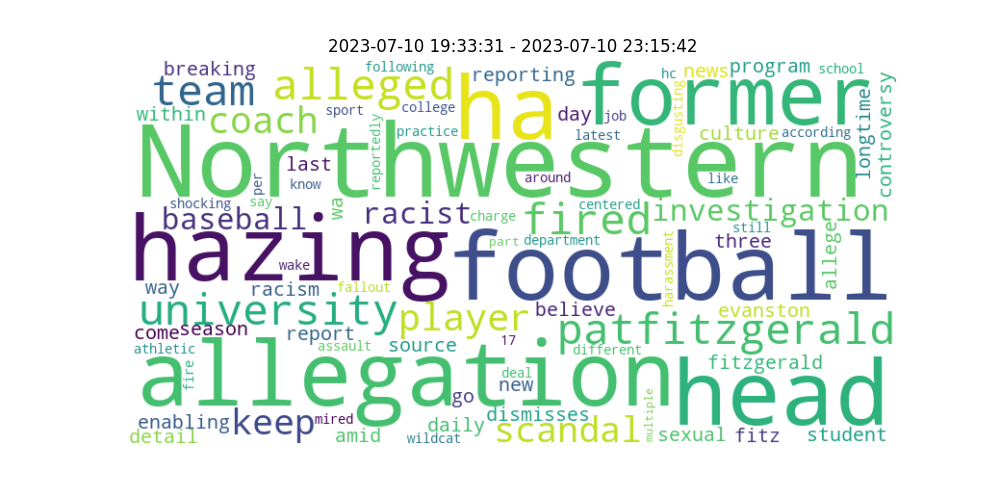 2023-07-10 19:33:31 - 2023-07-10 23:15:42
breaking
following
reporting
hc
news
program
school
team
alleged
ha
former
within
coach
sport
college
day
job
disgusting
longtime
controversy
reportedly
practice
latest
culture
according
Northwestern
last
know
per
around
like
shocking
say
wa
racist
charge
centered
investigation
baseball
fired
still
hazing
football
part
department
three
allege
harassment
wake
way
racism
fallout
university
player
believe
evanston
come
season
report
source
17
patfitzgerald
athletic
fire
assault
different
fitzgerald
allegation
deal
new
head
go
multiple
enabling
keep
mired
daily
dismisses
detail
amid
wildcat
scandal
sexual
fitz
student